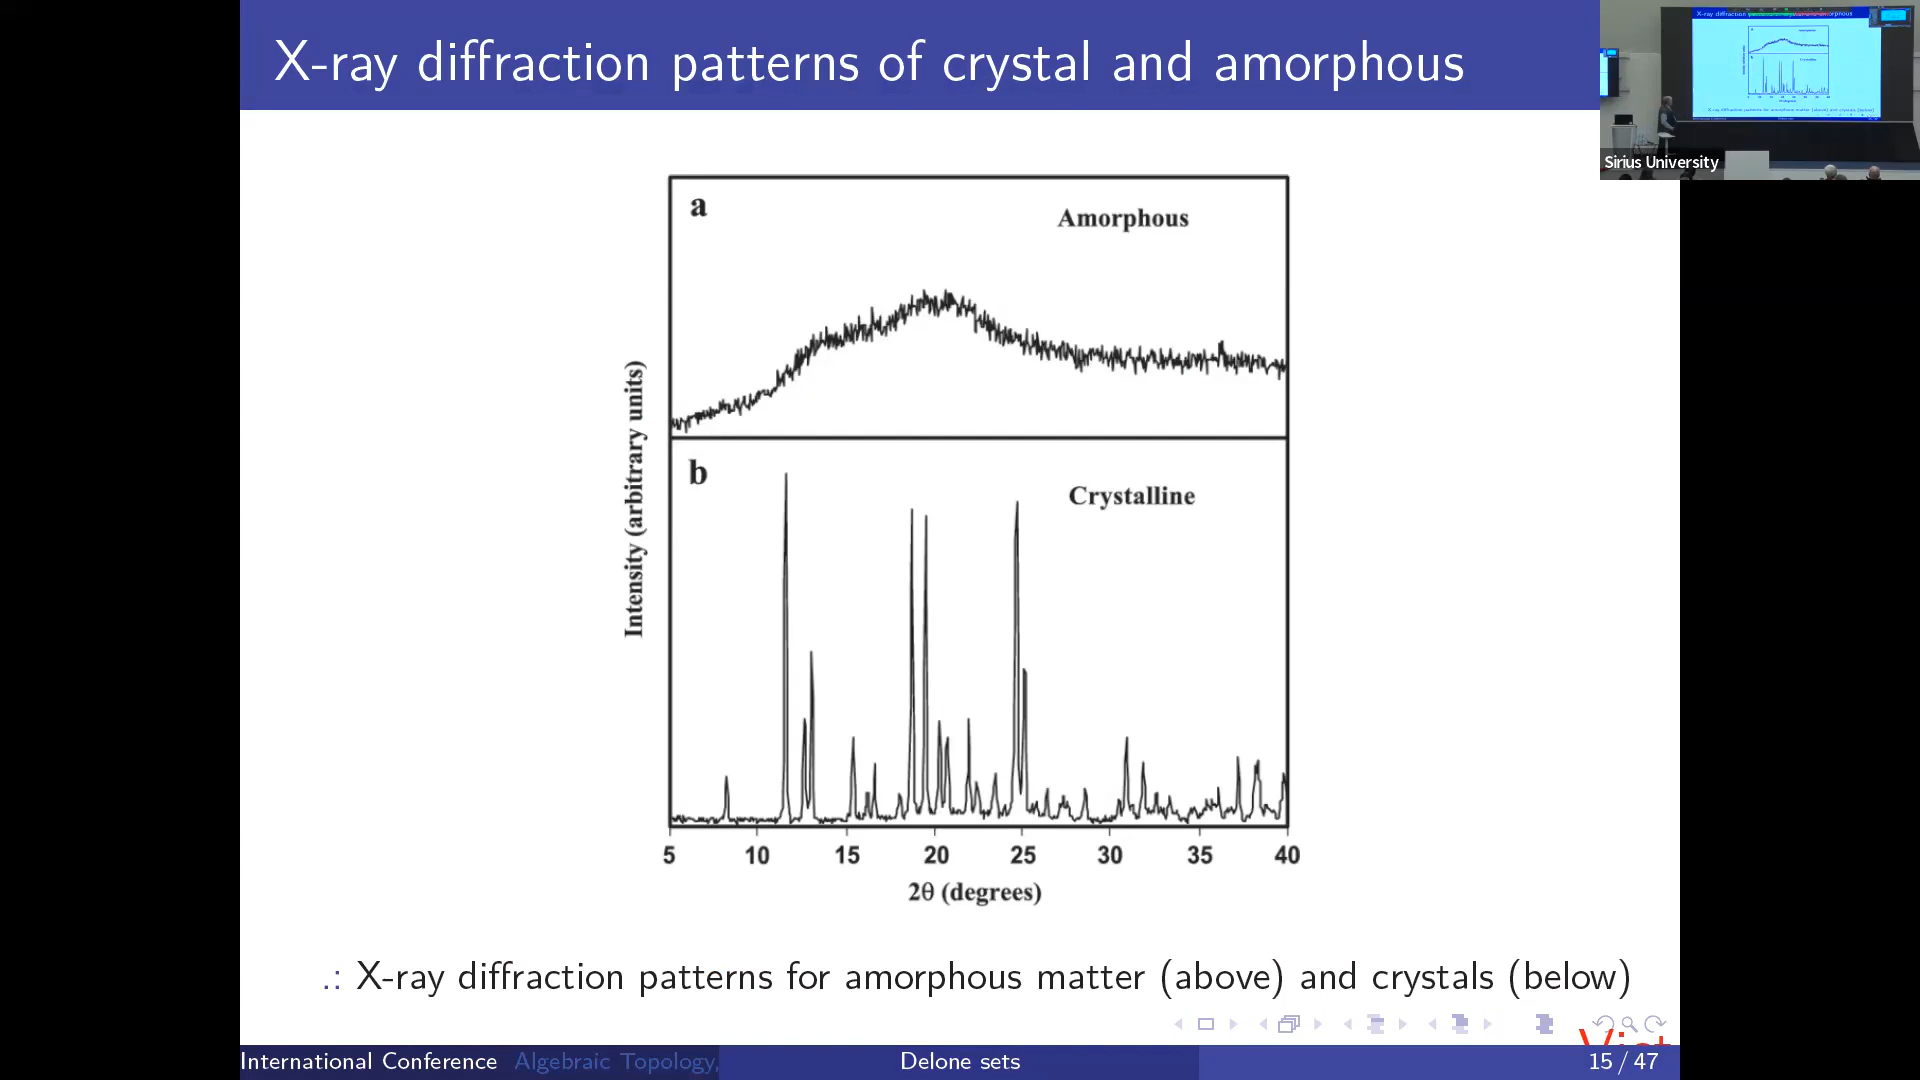 X-ray diffraction patterns of crystal and amorphous
Sirius University
a
Amorphous
b
Crystalline
Intensity (arbitrary units)
5 10 15 20 25 30 35 40
2θ (degrees)
.: X-ray diffraction patterns for amorphous matter (above) and crystals (below)
International Conference Algebraic Topology,
Delone sets
15 / 47